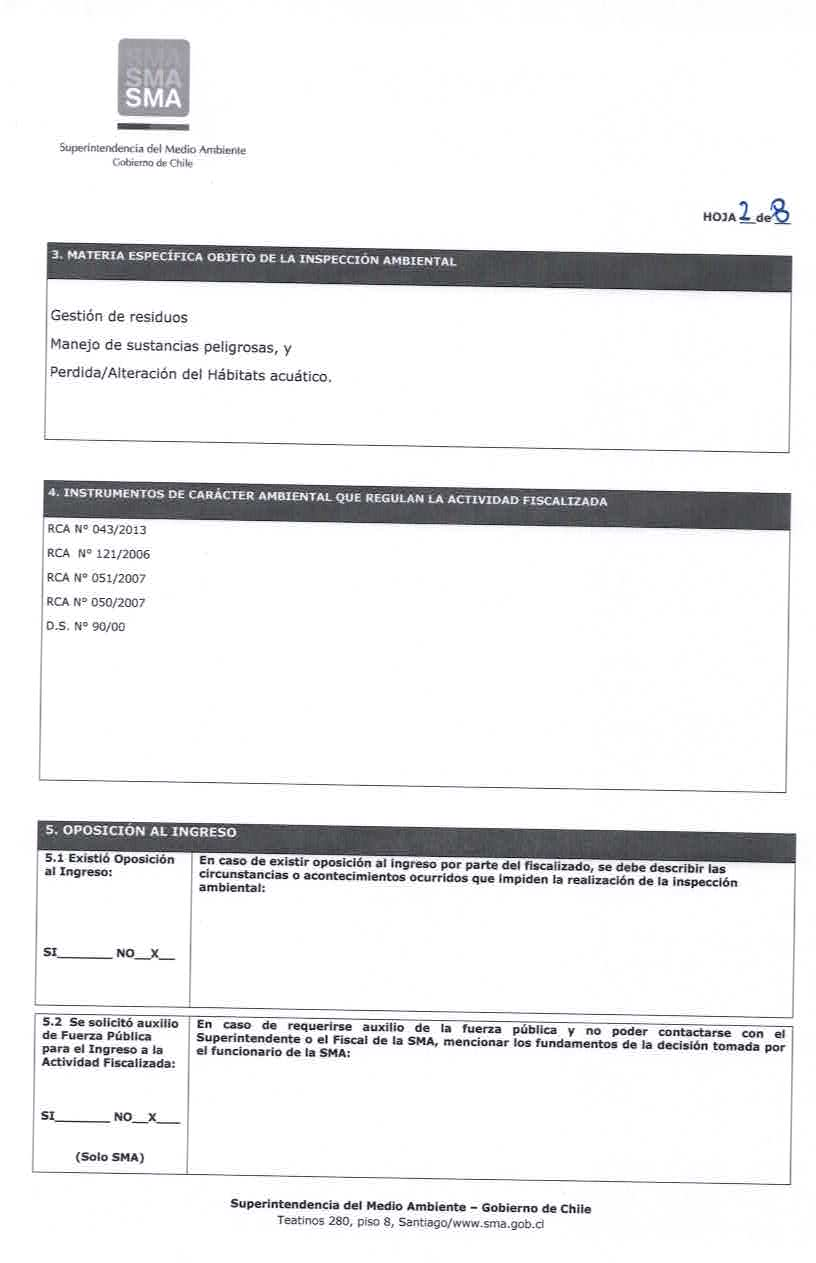 SMA
SMA
SMA
Superintendencia del Medio Ambiente
Gobierno de Chile
HOJA 2 de 8
3. MATERIA ESPECÍFICA OBJETO DE LA INSPECCIÓN AMBIENTAL
Gestión de residuos
Manejo de sustancias peligrosas, y
Perdida/Alteración del Hábitats acuático.
4. INSTRUMENTOS DE CARÁCTER AMBIENTAL QUE REGULAN LA ACTIVIDAD FISCALIZADA
RCA Nº 043/2013
RCA Nº 121/2006
RCA Nº 051/2007
RCA Nº 050/2007
D.S. Nº 90/00
5. OPOSICIÓN AL INGRESO
5.1 Existió Oposición
al Ingreso:
SI_______ NO__X__
En caso de existir oposición al ingreso por parte del fiscalizado, se debe describir las
circunstancias o acontecimientos ocurridos que impiden la realización de la inspección
ambiental:
5.2 Se solicitó auxilio
de Fuerza Pública
para el Ingreso a la
Actividad Fiscalizada:
SI_______ NO__X___
(Solo SMA)
En caso de requerirse auxilio de la fuerza pública y no poder contactarse con el
Superintendente o el Fiscal de la SMA, mencionar los fundamentos de la decisión tomada por
el funcionario de la SMA:
Superintendencia del Medio Ambiente – Gobierno de Chile
Teatinos 280, piso 8, Santiago/www.sma.gob.cl